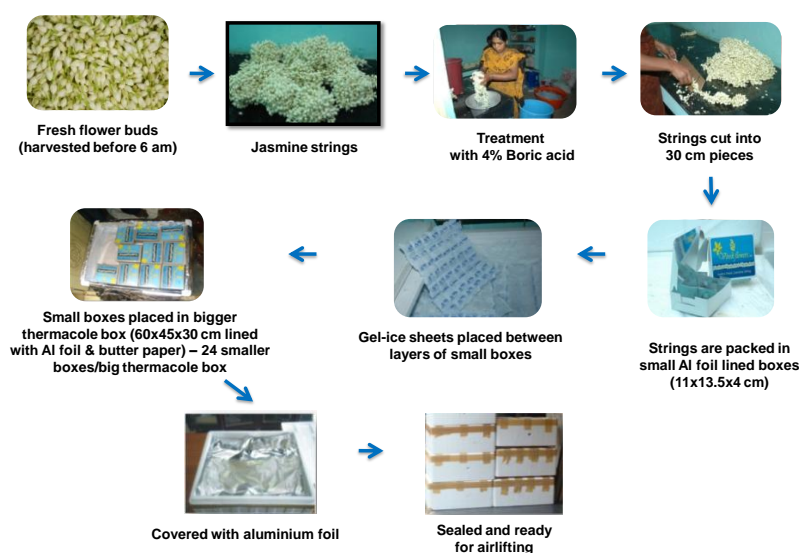 Fresh flower buds
(harvested before 6 am)
Jasmine strings
Treatment
with 4% Boric acid
Strings cut into
30 cm pieces
Strings are packed in
small Al foil lined boxes
(11x13.5x4 cm)
Gel-ice sheets placed between
layers of small boxes
Small boxes placed in bigger
thermacole box (60x45x30 cm lined
with Al foil & butter paper) – 24 smaller
boxes/big thermacole box
Covered with aluminium foil
Sealed and ready
for airlifting